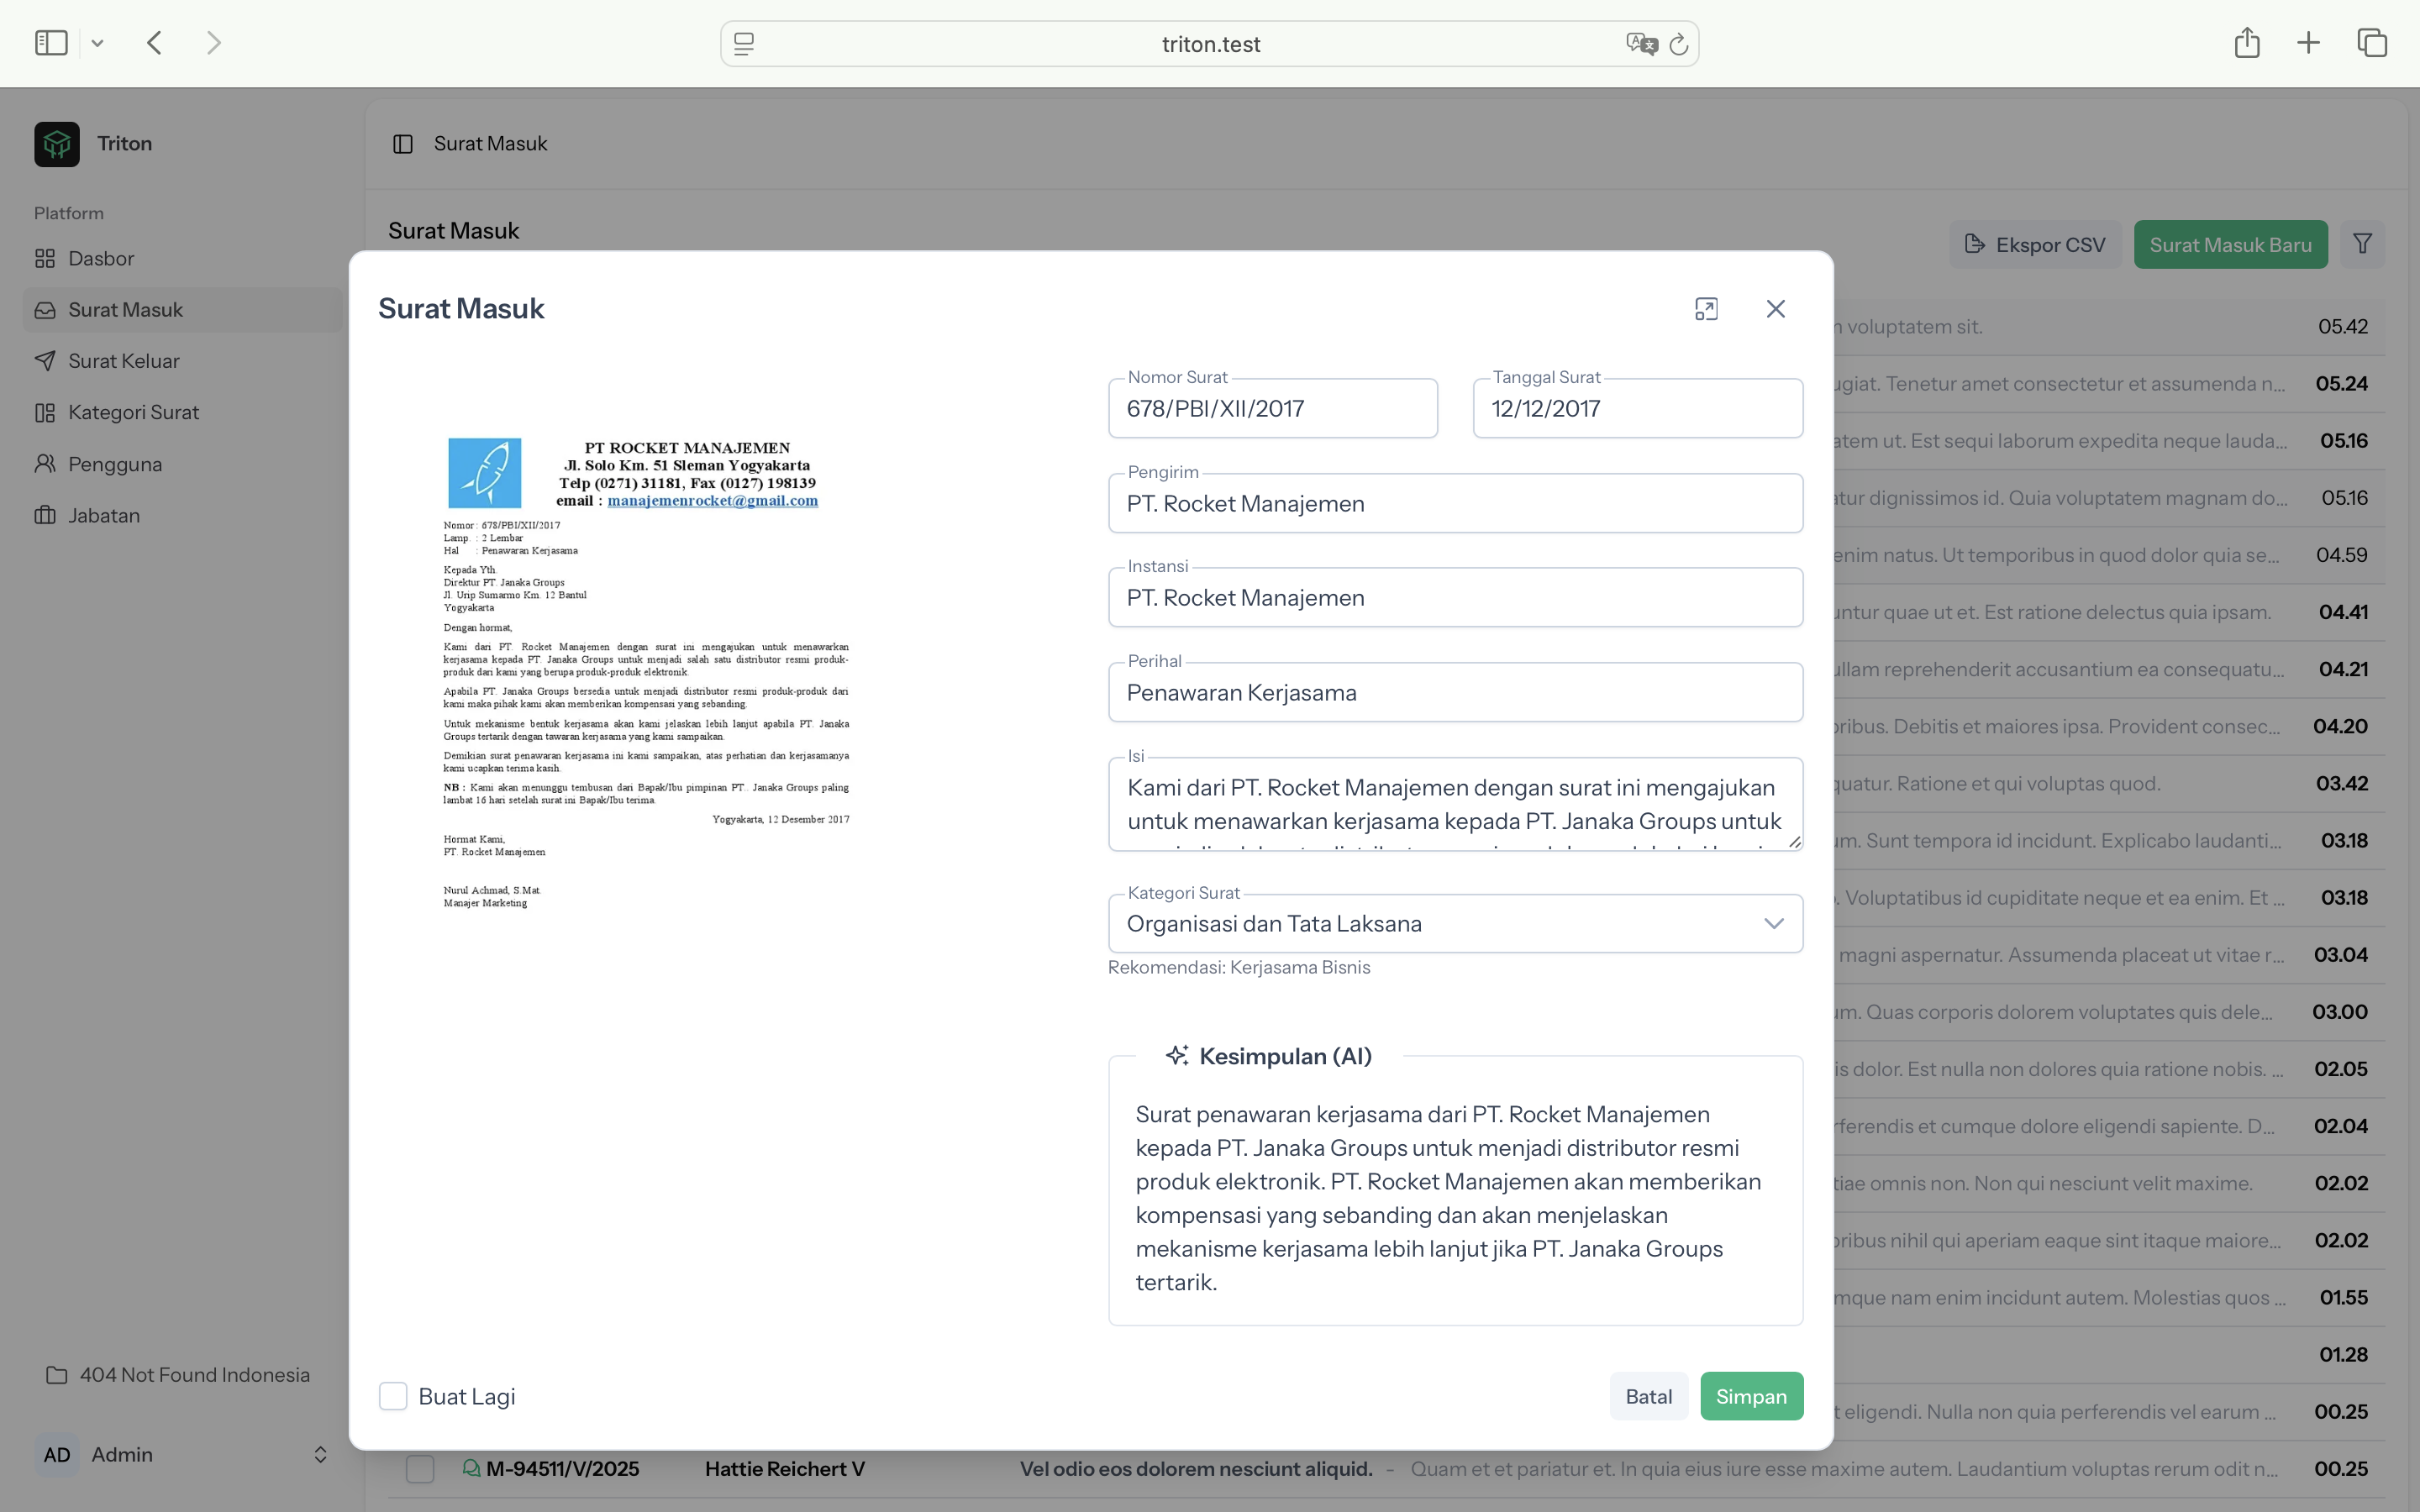 triton.test
Triton
Platform
Dasbor
Surat Masuk
Surat Keluar
Kategori Surat
Pengguna
Jabatan
404 Not Found Indonesia
AD Admin
Surat Masuk
Surat Masuk
Ekspor CSV
Surat Masuk Baru
Surat Masuk
PT ROCKET MANAJEMEN
Jl. Solo Km. 51 Sleman Yogyakarta
Telp (0271) 31181, Fax (0127) 198139
email : manajemenrocket@gmail.com
Nomor : 678/PBI/XII/2017
Lamp. : 2 Lembar
Hal : Penawaran Kerjasama
Kepada Yth.
Direktur PT. Janaka Groups
Jl. Urip Sumarmo Km. 12 Bantul
Yogyakarta
Dengan hormat,
Kami dari PT. Rocket Manajemen dengan surat ini mengajukan untuk menawarkan
kerjasama kepada PT. Janaka Groups untuk menjadi salah satu distributor resmi produk-
produk dari kami yang berupa produk-produk elektronik.
Apabila PT. Janaka Groups bersedia untuk menjadi distributor resmi produk-produk dari
kami maka pihak kami akan memberikan kompensasi yang sebanding.
Untuk mekanisme bentuk kerjasama akan kami jelaskan lebih lanjut apabila PT. Janaka
Groups tertarik dengan tawaran kerjasama yang kami sampaikan.
Demikian surat penawaran kerjasama ini kami sampaikan, atas perhatian dan kerjasamanya
kami ucapkan terima kasih.
NB : Kami akan menunggu tembusan dari Bapak/Ibu pimpinan PT.. Janaka Groups paling
lambat 16 hari setelah surat ini Bapak/Ibu terima.
Yogyakarta, 12 Desember 2017
Hormat Kami,
PT. Rocket Manajemen
Nurul Achmad, S.Mat.
Manajer Marketing
Nomor Surat
678/PBI/XII/2017
Tanggal Surat
12/12/2017
Pengirim
PT. Rocket Manajemen
Instansi
PT. Rocket Manajemen
Perihal
Penawaran Kerjasama
Isi
Kami dari PT. Rocket Manajemen dengan surat ini mengajukan
untuk menawarkan kerjasama kepada PT. Janaka Groups untuk
Kategori Surat
Organisasi dan Tata Laksana
Rekomendasi: Kerjasama Bisnis
Kesimpulan (AI)
Surat penawaran kerjasama dari PT. Rocket Manajemen
kepada PT. Janaka Groups untuk menjadi distributor resmi
produk elektronik. PT. Rocket Manajemen akan memberikan
kompensasi yang sebanding dan akan menjelaskan
mekanisme kerjasama lebih lanjut jika PT. Janaka Groups
tertarik.
Buat Lagi
Batal
Simpan
voluptatem sit. 05.42
Tenetur amet consectetur et assumenda n... 05.24
ut. Est sequi laborum expedita neque lauda... 05.16
dignissimos id. Quia voluptatem magnam do... 05.16
enim natus. Ut temporibus in quod dolor quia se... 04.59
quae ut et. Est ratione delectus quia ipsam. 04.41
reprehenderit accusantium ea consequatu... 04.21
Debitis et maiores ipsa. Provident consec... 04.20
Ratione et qui voluptas quod. 03.42
Sunt tempora id incidunt. Explicabo laudanti... 03.18
Voluptatibus id cupiditate neque et ea enim. Et ... 03.18
magni aspernatur. Assumenda placeat ut vitae r... 03.04
Quas corporis dolorem voluptates quis dele... 03.00
dolor. Est nulla non dolores quia ratione nobis. ... 02.05
et cumque dolore eligendi sapiente. D... 02.04
omnis non. Non qui nesciunt velit maxime. 02.02
nihil qui aperiam eaque sint itaque maiore... 02.02
nam enim incidunt autem. Molestias quos ... 01.55
01.28
eligendi. Nulla non quia perferendis vel earum ... 00.25
M-94511/V/2025 Hattie Reichert V Vel odio eos dolorem nesciunt aliquid. - Quam et et pariatur et. In quia eius iure esse maxime autem. Laudantium voluptas rerum odit n... 00.25